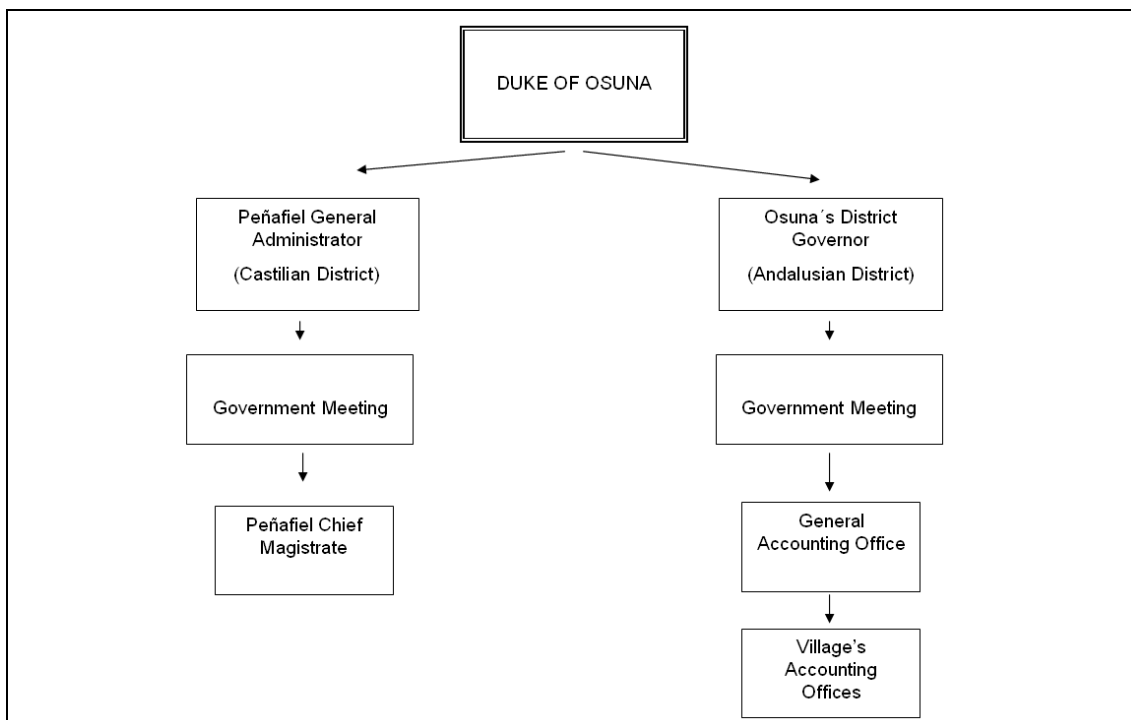 DUKE OF OSUNA
Peñafiel General
Administrator
(Castilian District)
Osuna´s District
Governor
(Andalusian District)
Government Meeting
Government Meeting
Peñafiel Chief
Magistrate
General
Accounting Office
Village’s
Accounting
Offices